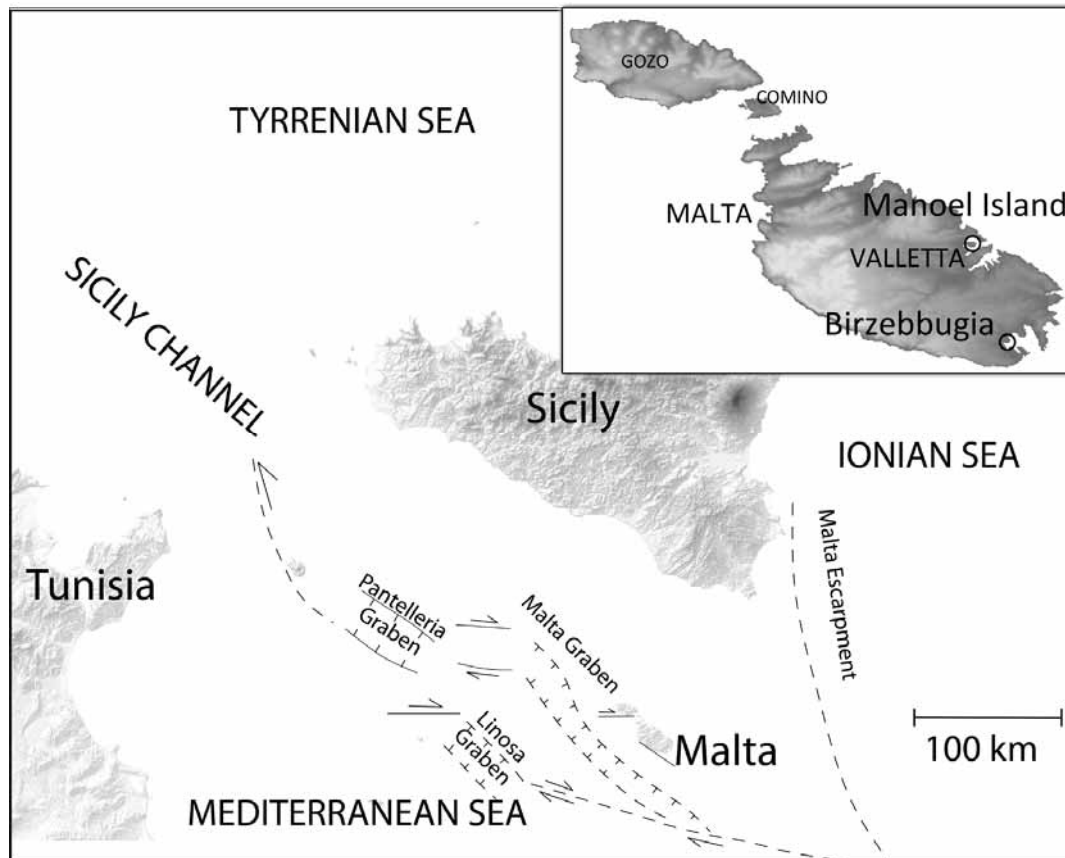 GOZO
COMINO
TYRRENIAN SEA
MALTA
Manoel Island
VALLETTA
Birzebbugia
SICILY CHANNEL
Sicily
IONIAN SEA
Malta Escarpment
Tunisia
Pantelleria
Graben
Malta Graben
Linosa
Graben
Malta
100 km
MEDITERRANEAN SEA